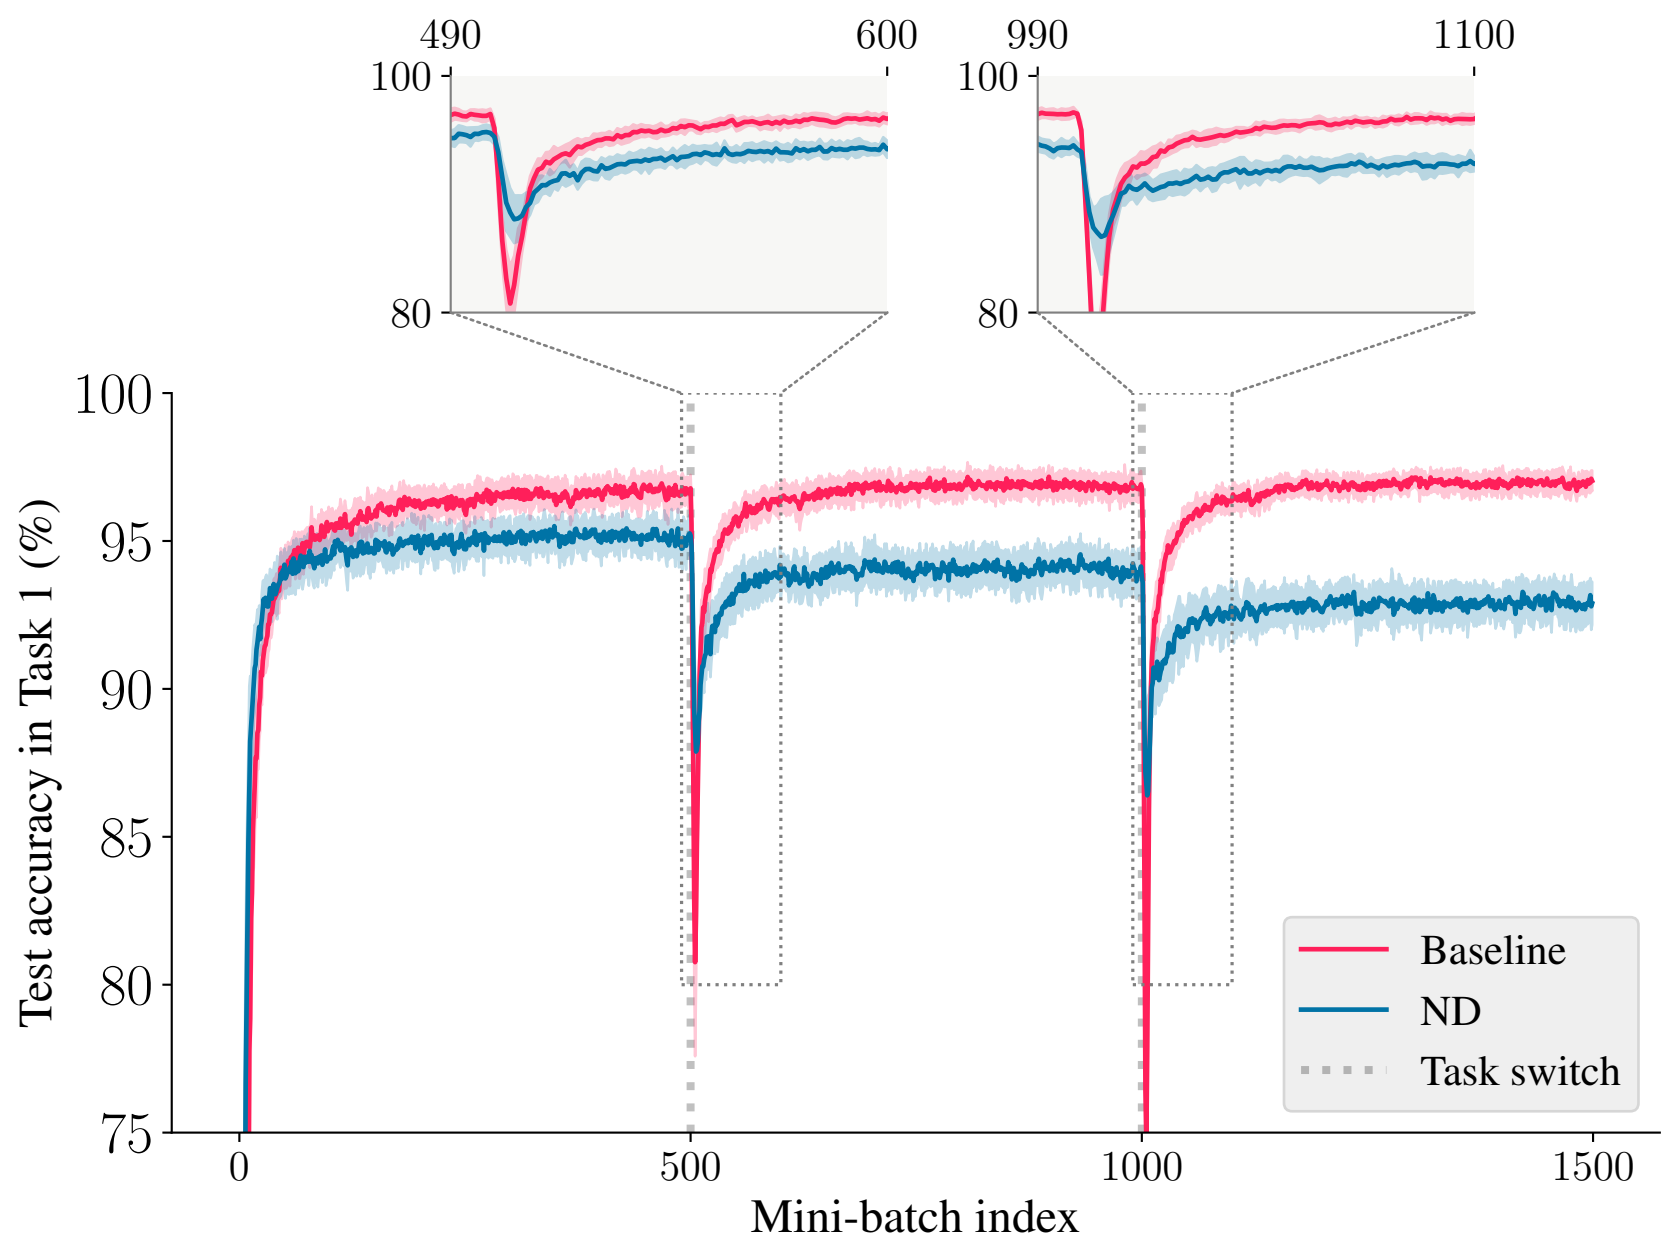 490 600 990 1100
100 100
80 80
100
95
90
85
80
75
Test accuracy in Task 1 (%)
0 500 1000 1500
Mini-batch index
Baseline
ND
Task switch